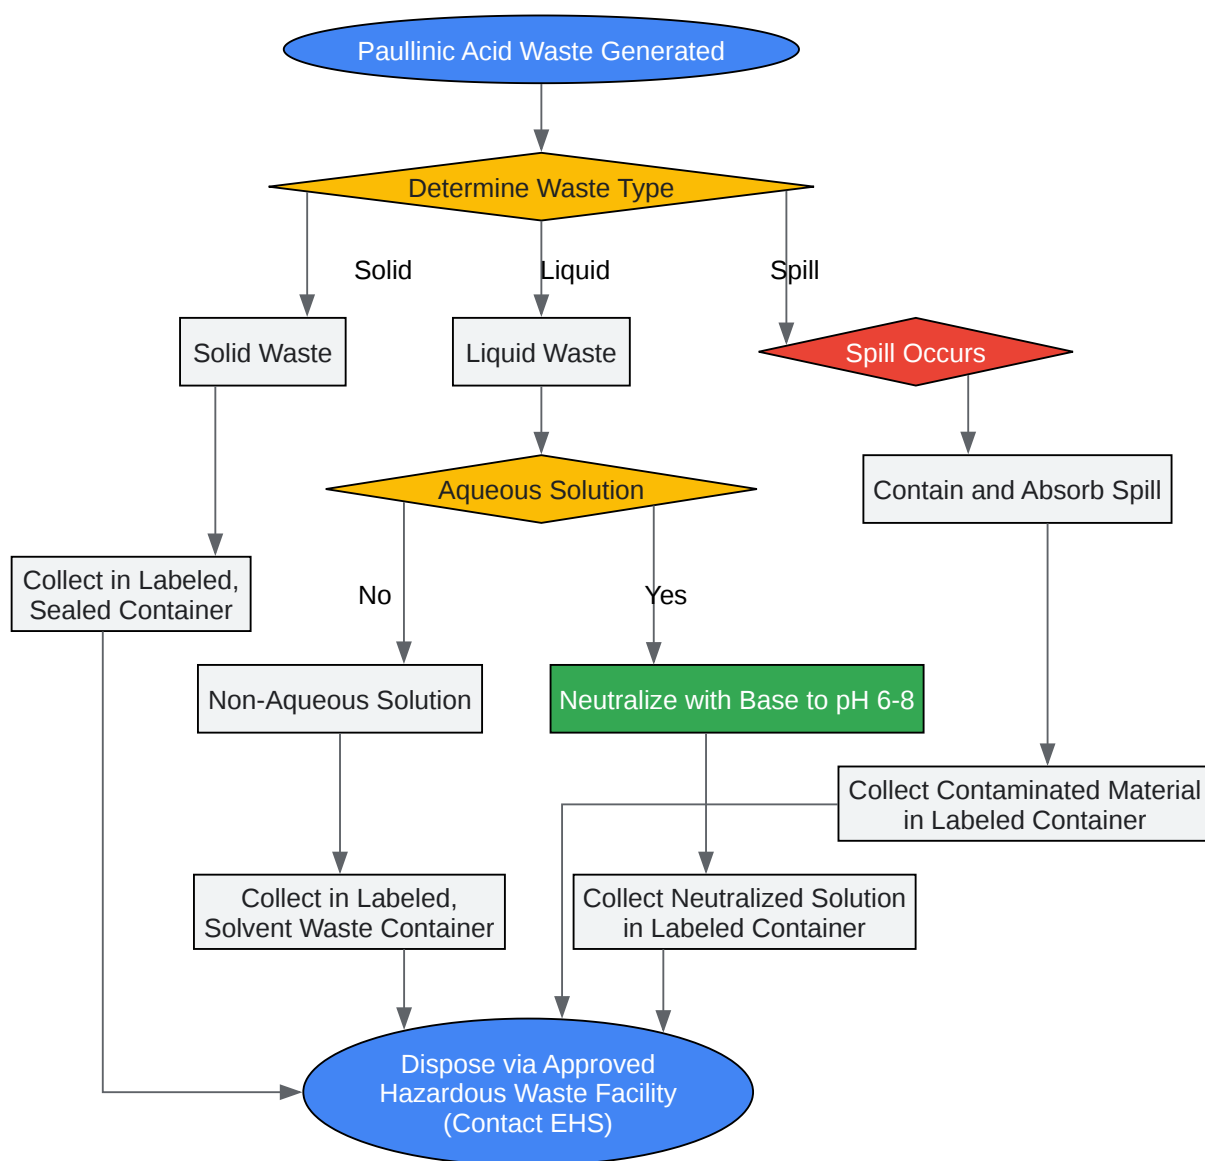 Paullinic Acid Waste Generated
Determine Waste Type
Solid
Liquid
Spill
Solid Waste
Liquid Waste
Spill Occurs
Aqueous Solution
Contain and Absorb Spill
Collect in Labeled,
Sealed Container
No
Yes
Non-Aqueous Solution
Neutralize with Base to pH 6-8
Collect Contaminated Material
in Labeled Container
Collect in Labeled,
Solvent Waste Container
Collect Neutralized Solution
in Labeled Container
Dispose via Approved
Hazardous Waste Facility
(Contact EHS)